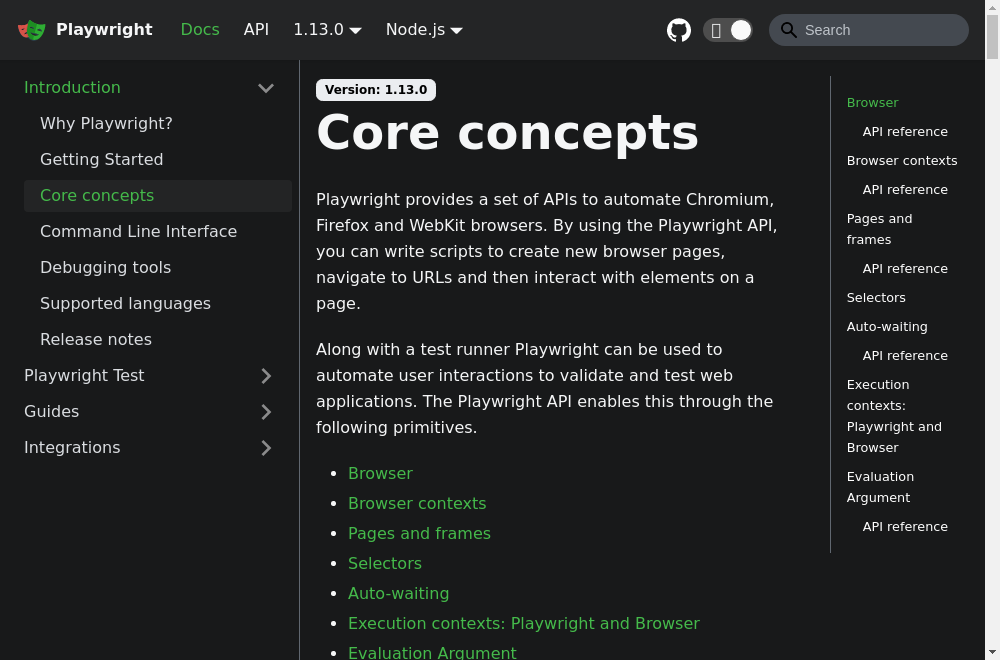 Playwright Docs API 1.13.0 Node.js Search
Introduction
Why Playwright?
Getting Started
Core concepts
Command Line Interface
Debugging tools
Supported languages
Release notes
Playwright Test
Guides
Integrations
Version: 1.13.0
Core concepts
Playwright provides a set of APIs to automate Chromium,
Firefox and WebKit browsers. By using the Playwright API,
you can write scripts to create new browser pages,
navigate to URLs and then interact with elements on a
page.
Along with a test runner Playwright can be used to
automate user interactions to validate and test web
applications. The Playwright API enables this through the
following primitives.
Browser
Browser contexts
Pages and frames
Selectors
Auto-waiting
Execution contexts: Playwright and Browser
Evaluation Argument
Browser
API reference
Browser contexts
API reference
Pages and
frames
API reference
Selectors
Auto-waiting
API reference
Execution
contexts:
Playwright and
Browser
Evaluation
Argument
API reference